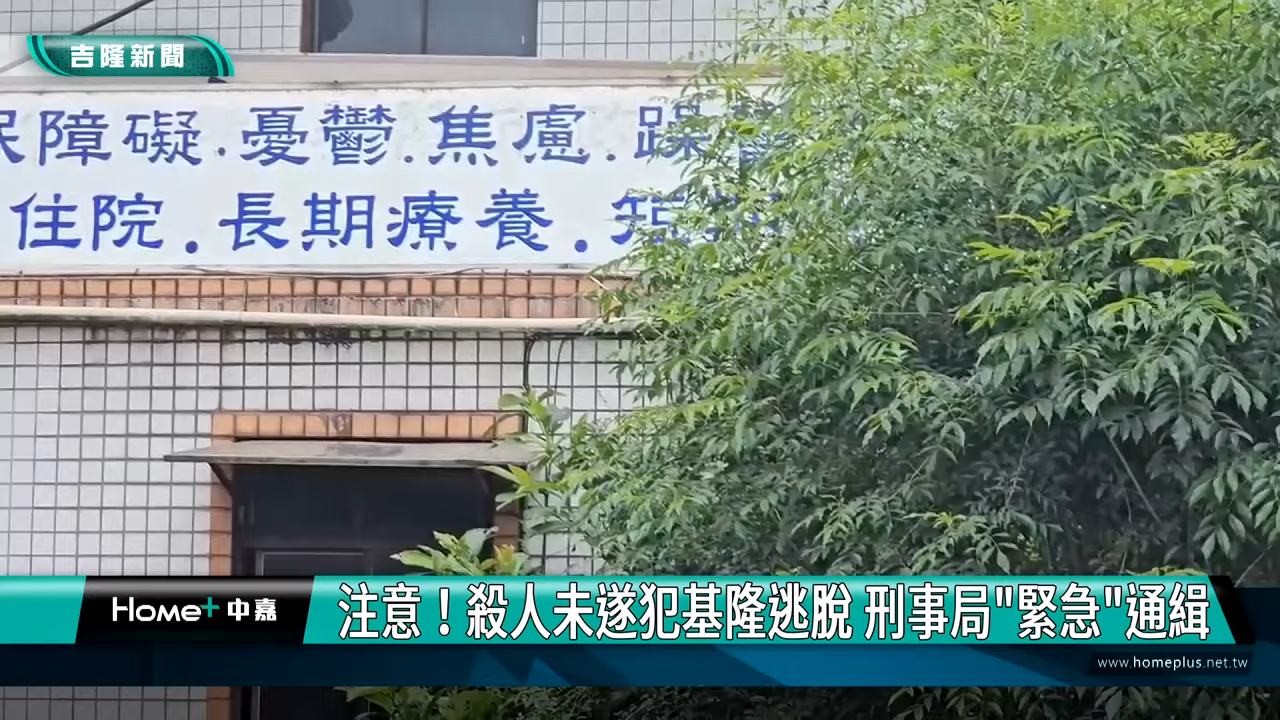 吉隆新聞
障礙.憂鬱.焦慮.躁
住院.長期療養.短
Home+中嘉
注意！殺人未遂犯基隆逃脫 刑事局"緊急"通緝
www.homeplus.net.tw